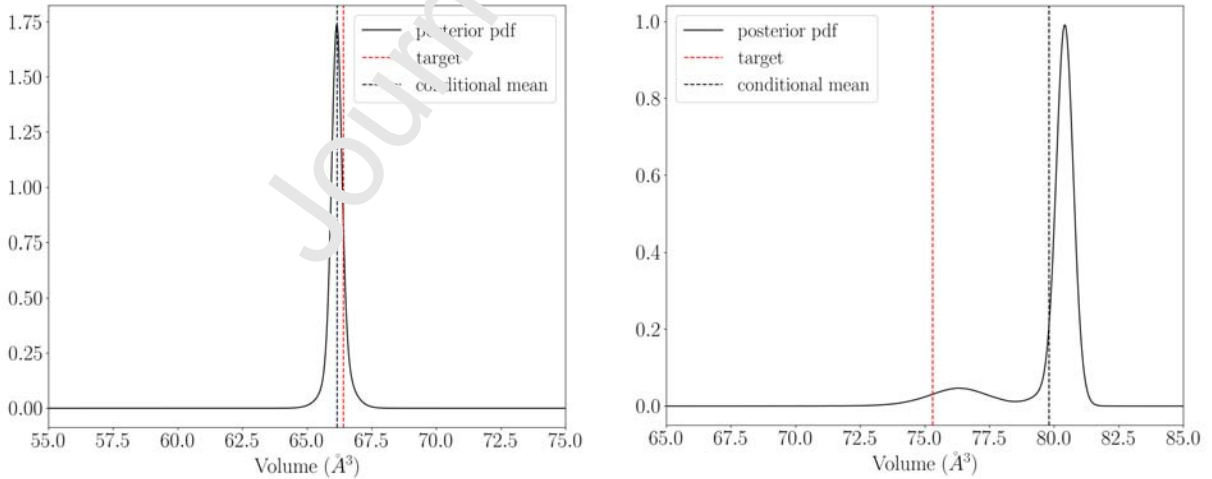 1.75
1.50
1.25
1.00
0.75
0.50
0.25
0.00
55.0 57.5 60.0 62.5 65.0 67.5 70.0 72.5 75.0
Volume (Å³)
posterior pdf
target
conditional mean
Journ
1.0
0.8
0.6
0.4
0.2
0.0
65.0 67.5 70.0 72.5 75.0 77.5 80.0 82.5 85.0
Volume (Å³)
posterior pdf
target
conditional mean